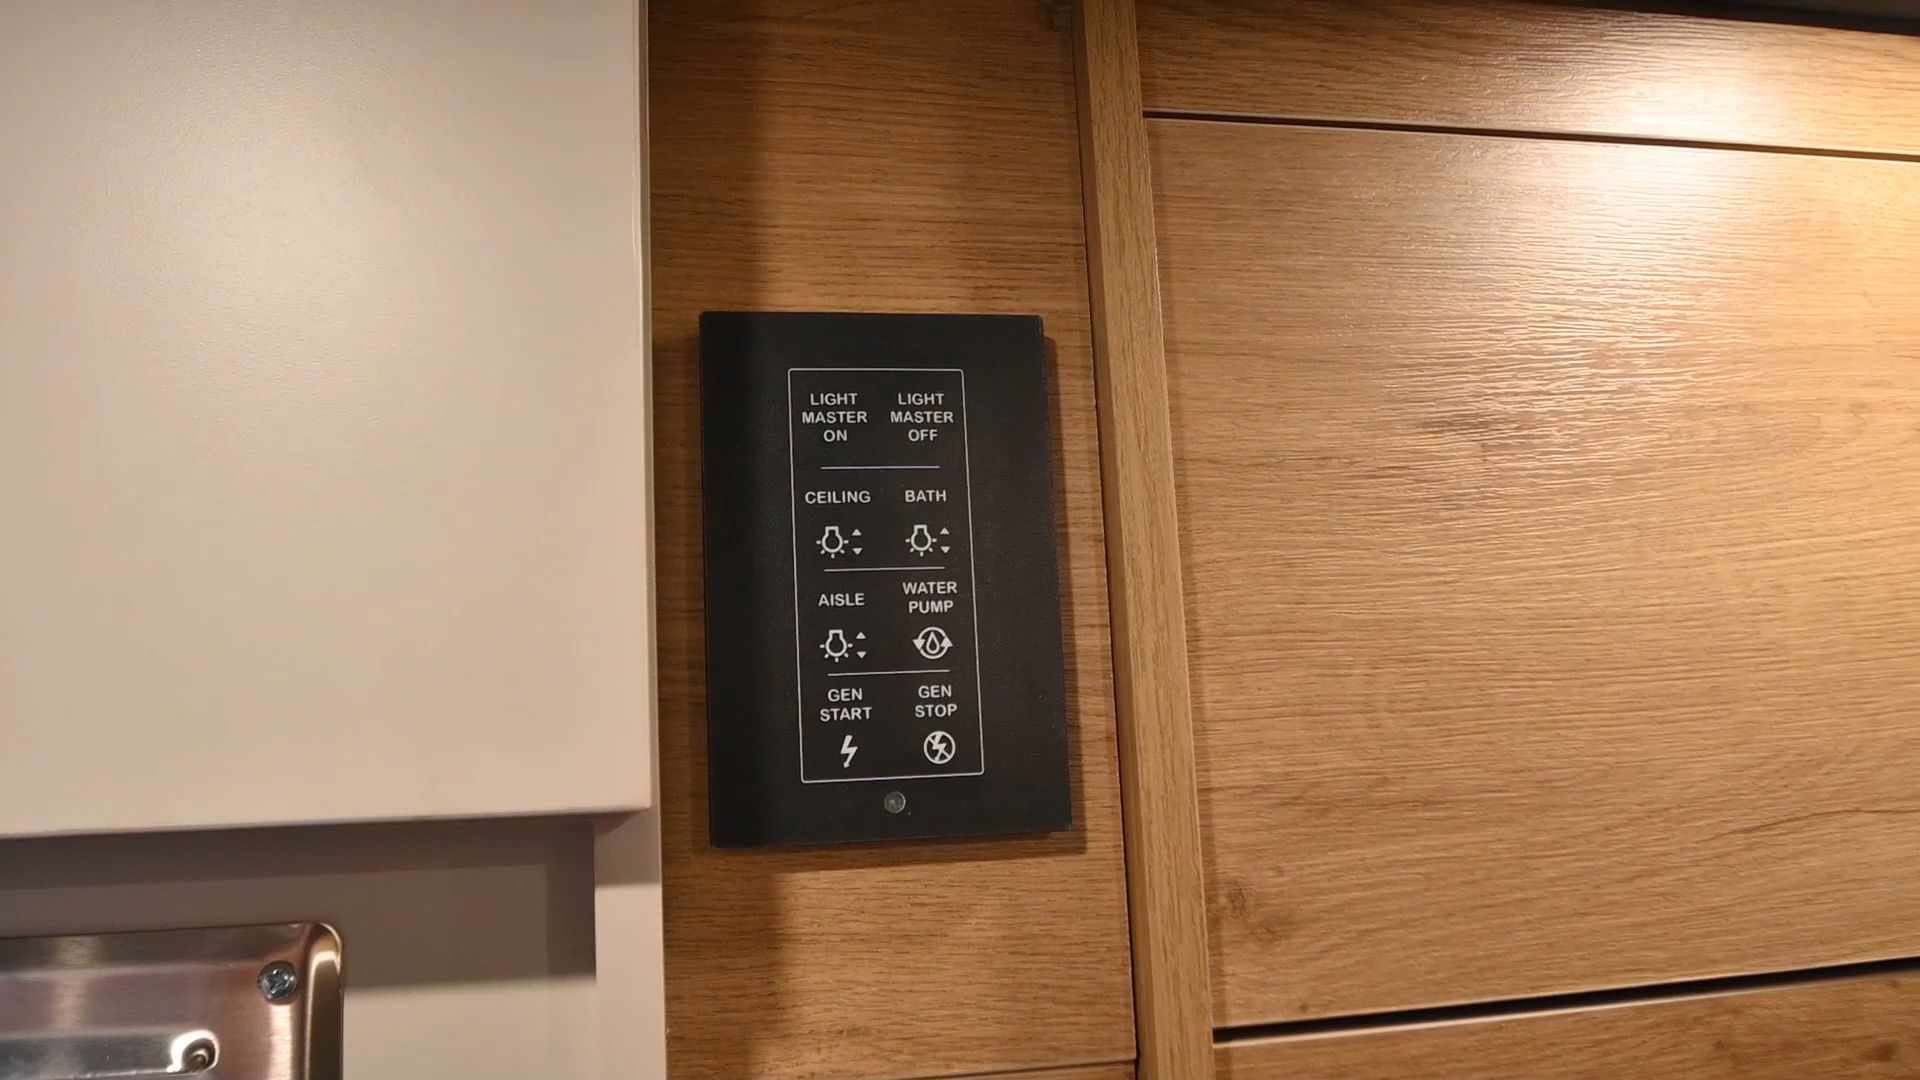 LIGHT MASTER ON
LIGHT MASTER OFF
CEILING
BATH
AISLE
WATER PUMP
GEN START
GEN STOP